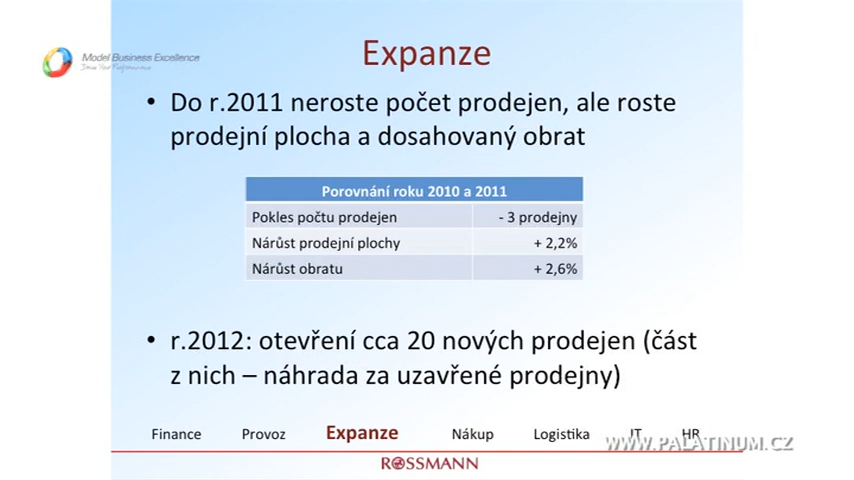 Model Business Excellence
Expanze
• Do r.2011 neroste počet prodejen, ale roste
prodejní plocha a dosahovaný obrat
Porovnání roku 2010 a 2011
Pokles počtu prodejen - 3 prodejny
Nárůst prodejní plochy + 2,2%
Nárůst obratu + 2,6%
• r.2012: otevření cca 20 nových prodejen (část
z nich – náhrada za uzavřené prodejny)
Finance Provoz Expanze Nákup Logistika IT HR
WWW.PALATINUM.CZ
ROSSMANN